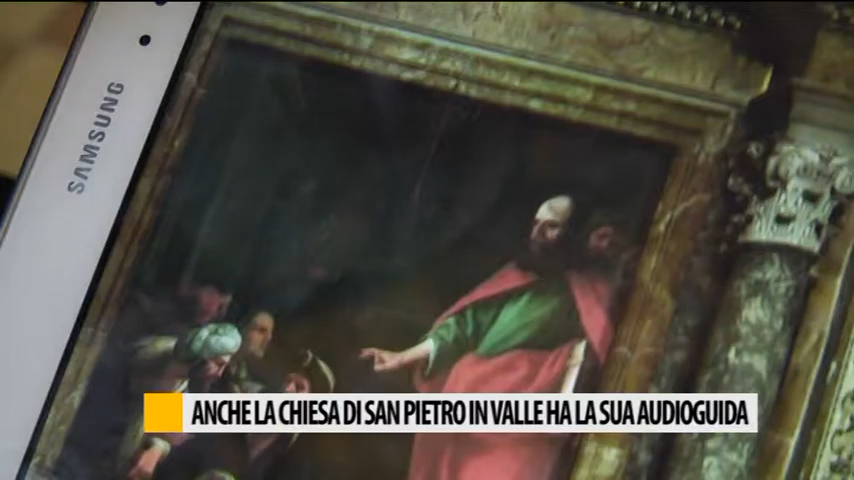 SAMSUNG
ANCHE LA CHIESA DI SAN PIETRO IN VALLE HA LA SUA AUDIOGUIDA